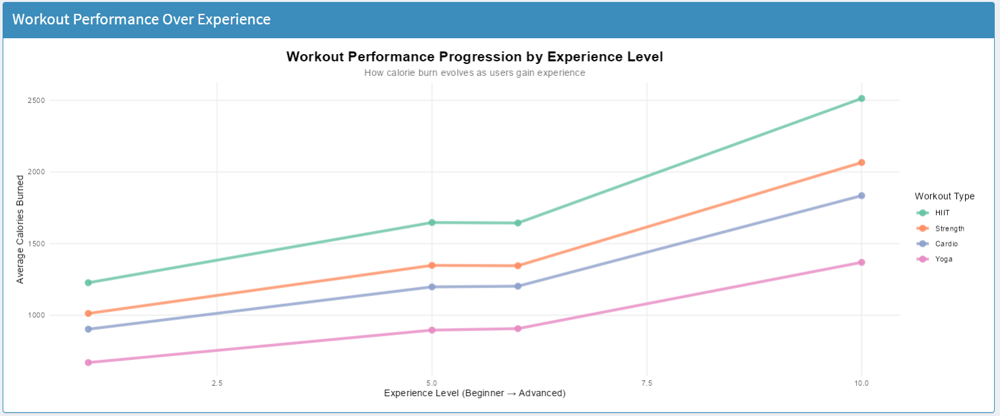 Workout Performance Over Experience
Workout Performance Progression by Experience Level
How calorie burn evolves as users gain experience
2500
2000
1500
1000
Average Calories Burned
2.5 5.0 7.5 10.0
Experience Level (Beginner → Advanced)
Workout Type
HIIT
Strength
Cardio
Yoga